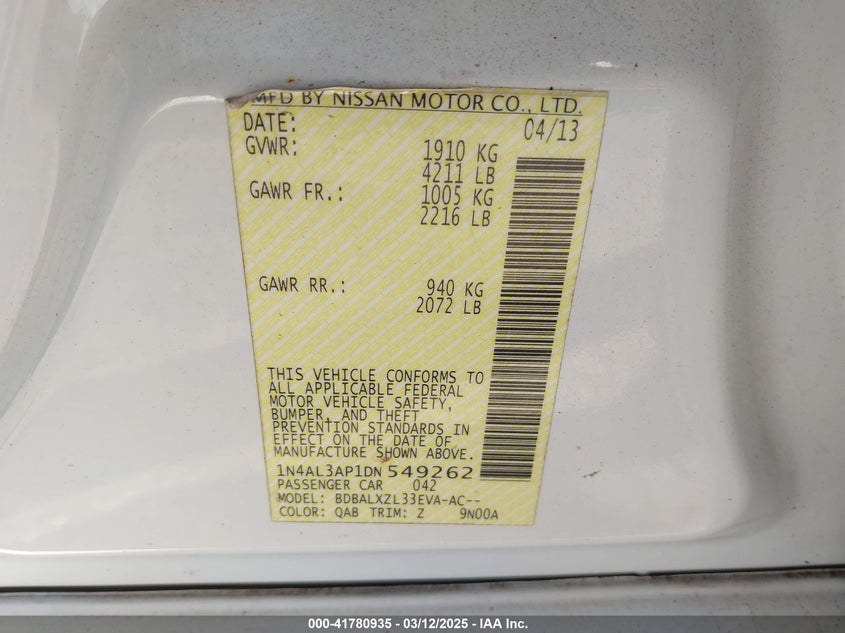 MFD BY NISSAN MOTOR CO., LTD.
DATE: 04/13
GVWR: 1910 KG
4211 LB
GAWR FR.: 1005 KG
2216 LB
GAWR RR.: 940 KG
2072 LB
THIS VEHICLE CONFORMS TO
ALL APPLICABLE FEDERAL
MOTOR VEHICLE SAFETY,
BUMPER, AND THEFT
PREVENTION STANDARDS IN
EFFECT ON THE DATE OF
MANUFACTURE SHOWN ABOVE.
1N4AL3AP1DN 549262
PASSENGER CAR 042
MODEL: BDBALXZL33EVA-AC--
COLOR: QAB TRIM: Z 9N00A
000-41780935 - 03/12/2025 - IAA Inc.